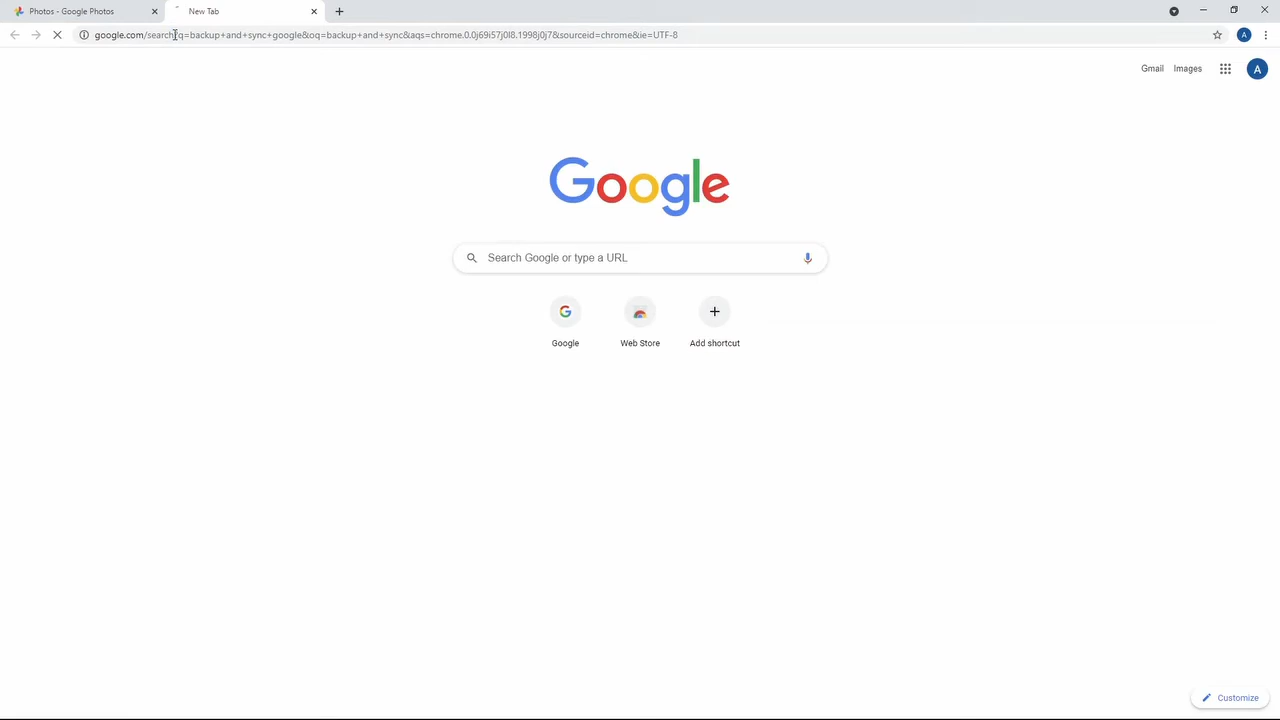 Photos - Google Photos
New Tab
google.com/search?q=backup+and+sync+google&oq=backup+and+sync&aqs=chrome.0.0j69i57j0l8.1998j0j7&sourceid=chrome&ie=UTF-8
A
Gmail Images
A
Google
Search Google or type a URL
G
Google Web Store Add shortcut
Customize